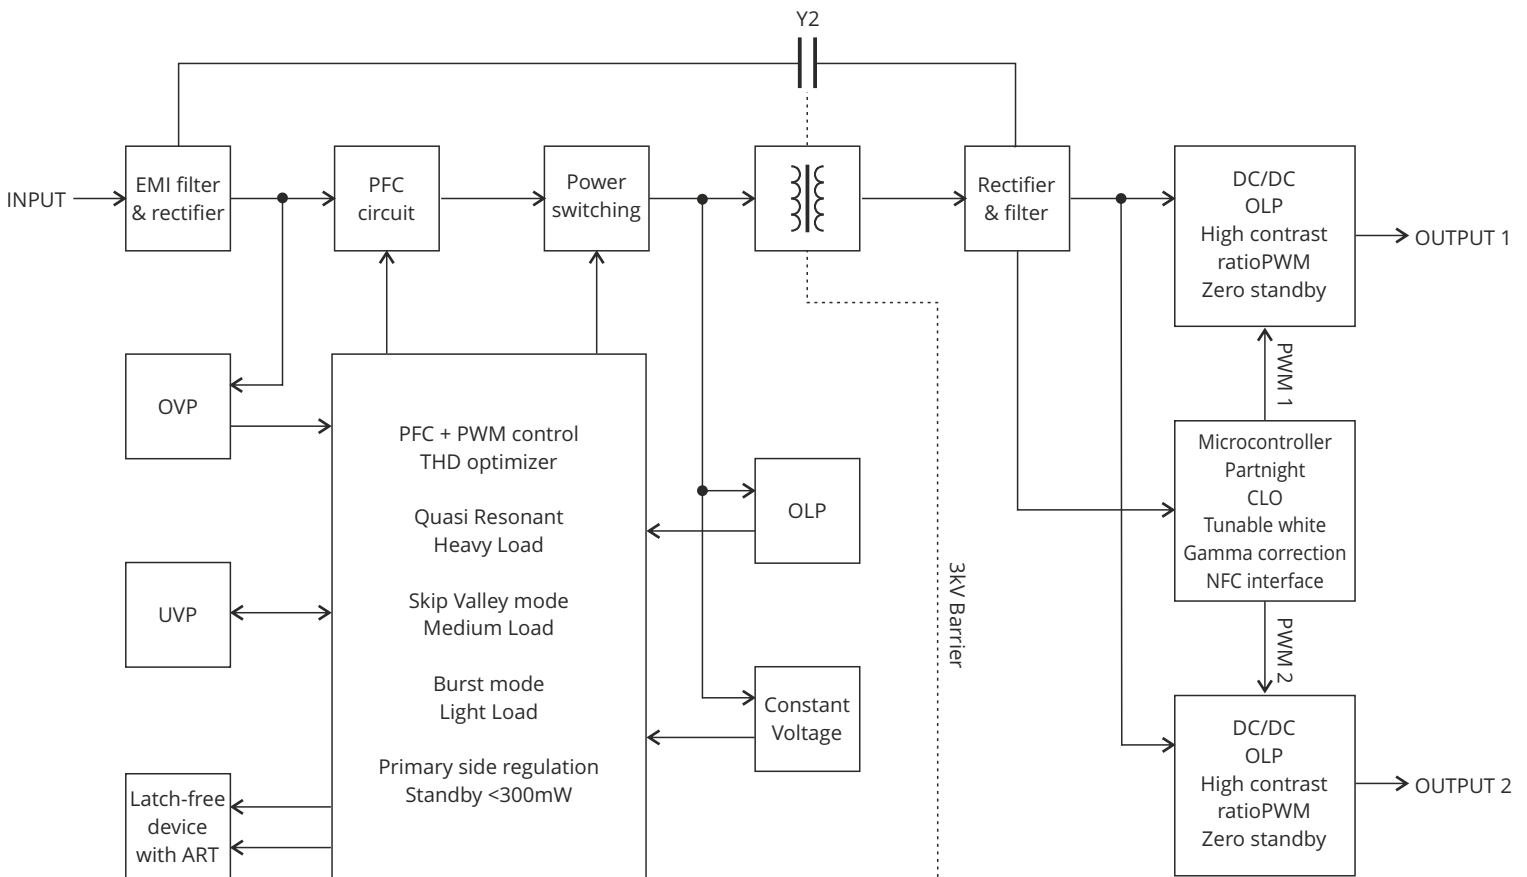 Y2
INPUT
EMI filter
& rectifier
PFC
circuit
Power
switching
Rectifier
& filter
DC/DC
OLP
High contrast
ratioPWM
Zero standby
OUTPUT 1
OVP
PFC + PWM control
THD optimizer
Quasi Resonant
Heavy Load
Skip Valley mode
Medium Load
Burst mode
Light Load
Primary side regulation
Standby <300mW
UVP
Latch-free
device
with ART
OLP
Constant
Voltage
3kV Barrier
PWM 1
Microcontroller
Partnight
CLO
Tunable white
Gamma correction
NFC interface
PWM 2
DC/DC
OLP
High contrast
ratioPWM
Zero standby
OUTPUT 2